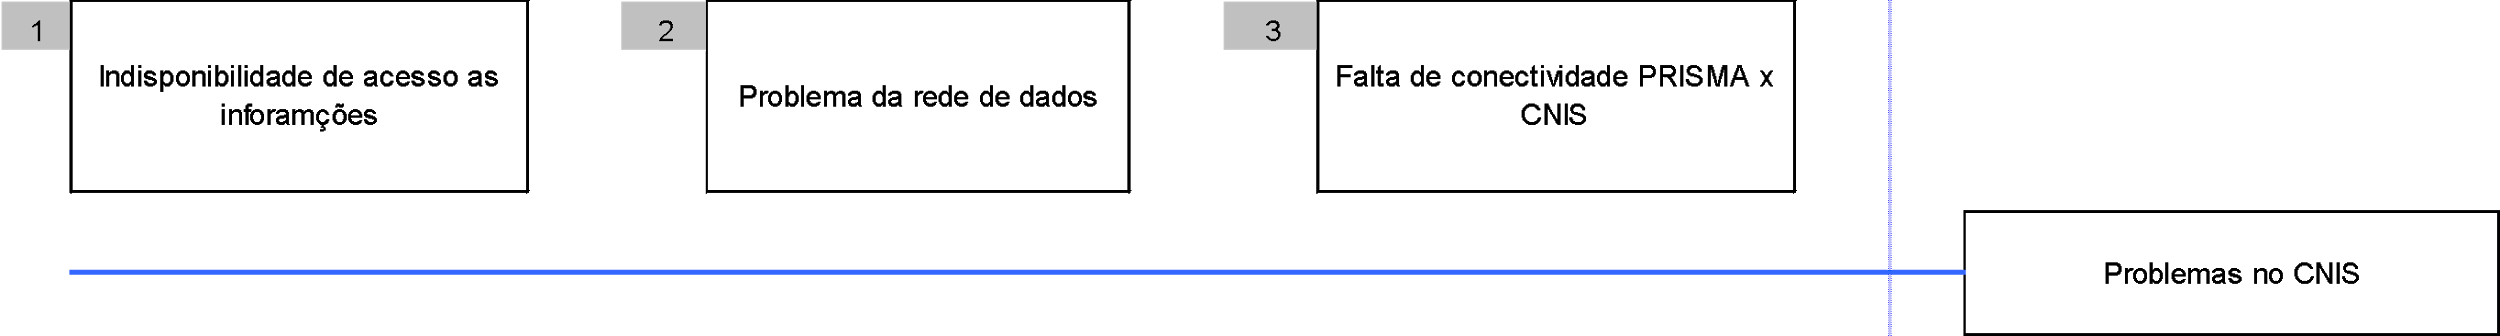 1
Indisponibilidade de acesso as
inforamções
2
Problema da rede de dados
3
Falta de conectividade PRISMA x
CNIS
Problemas no CNIS